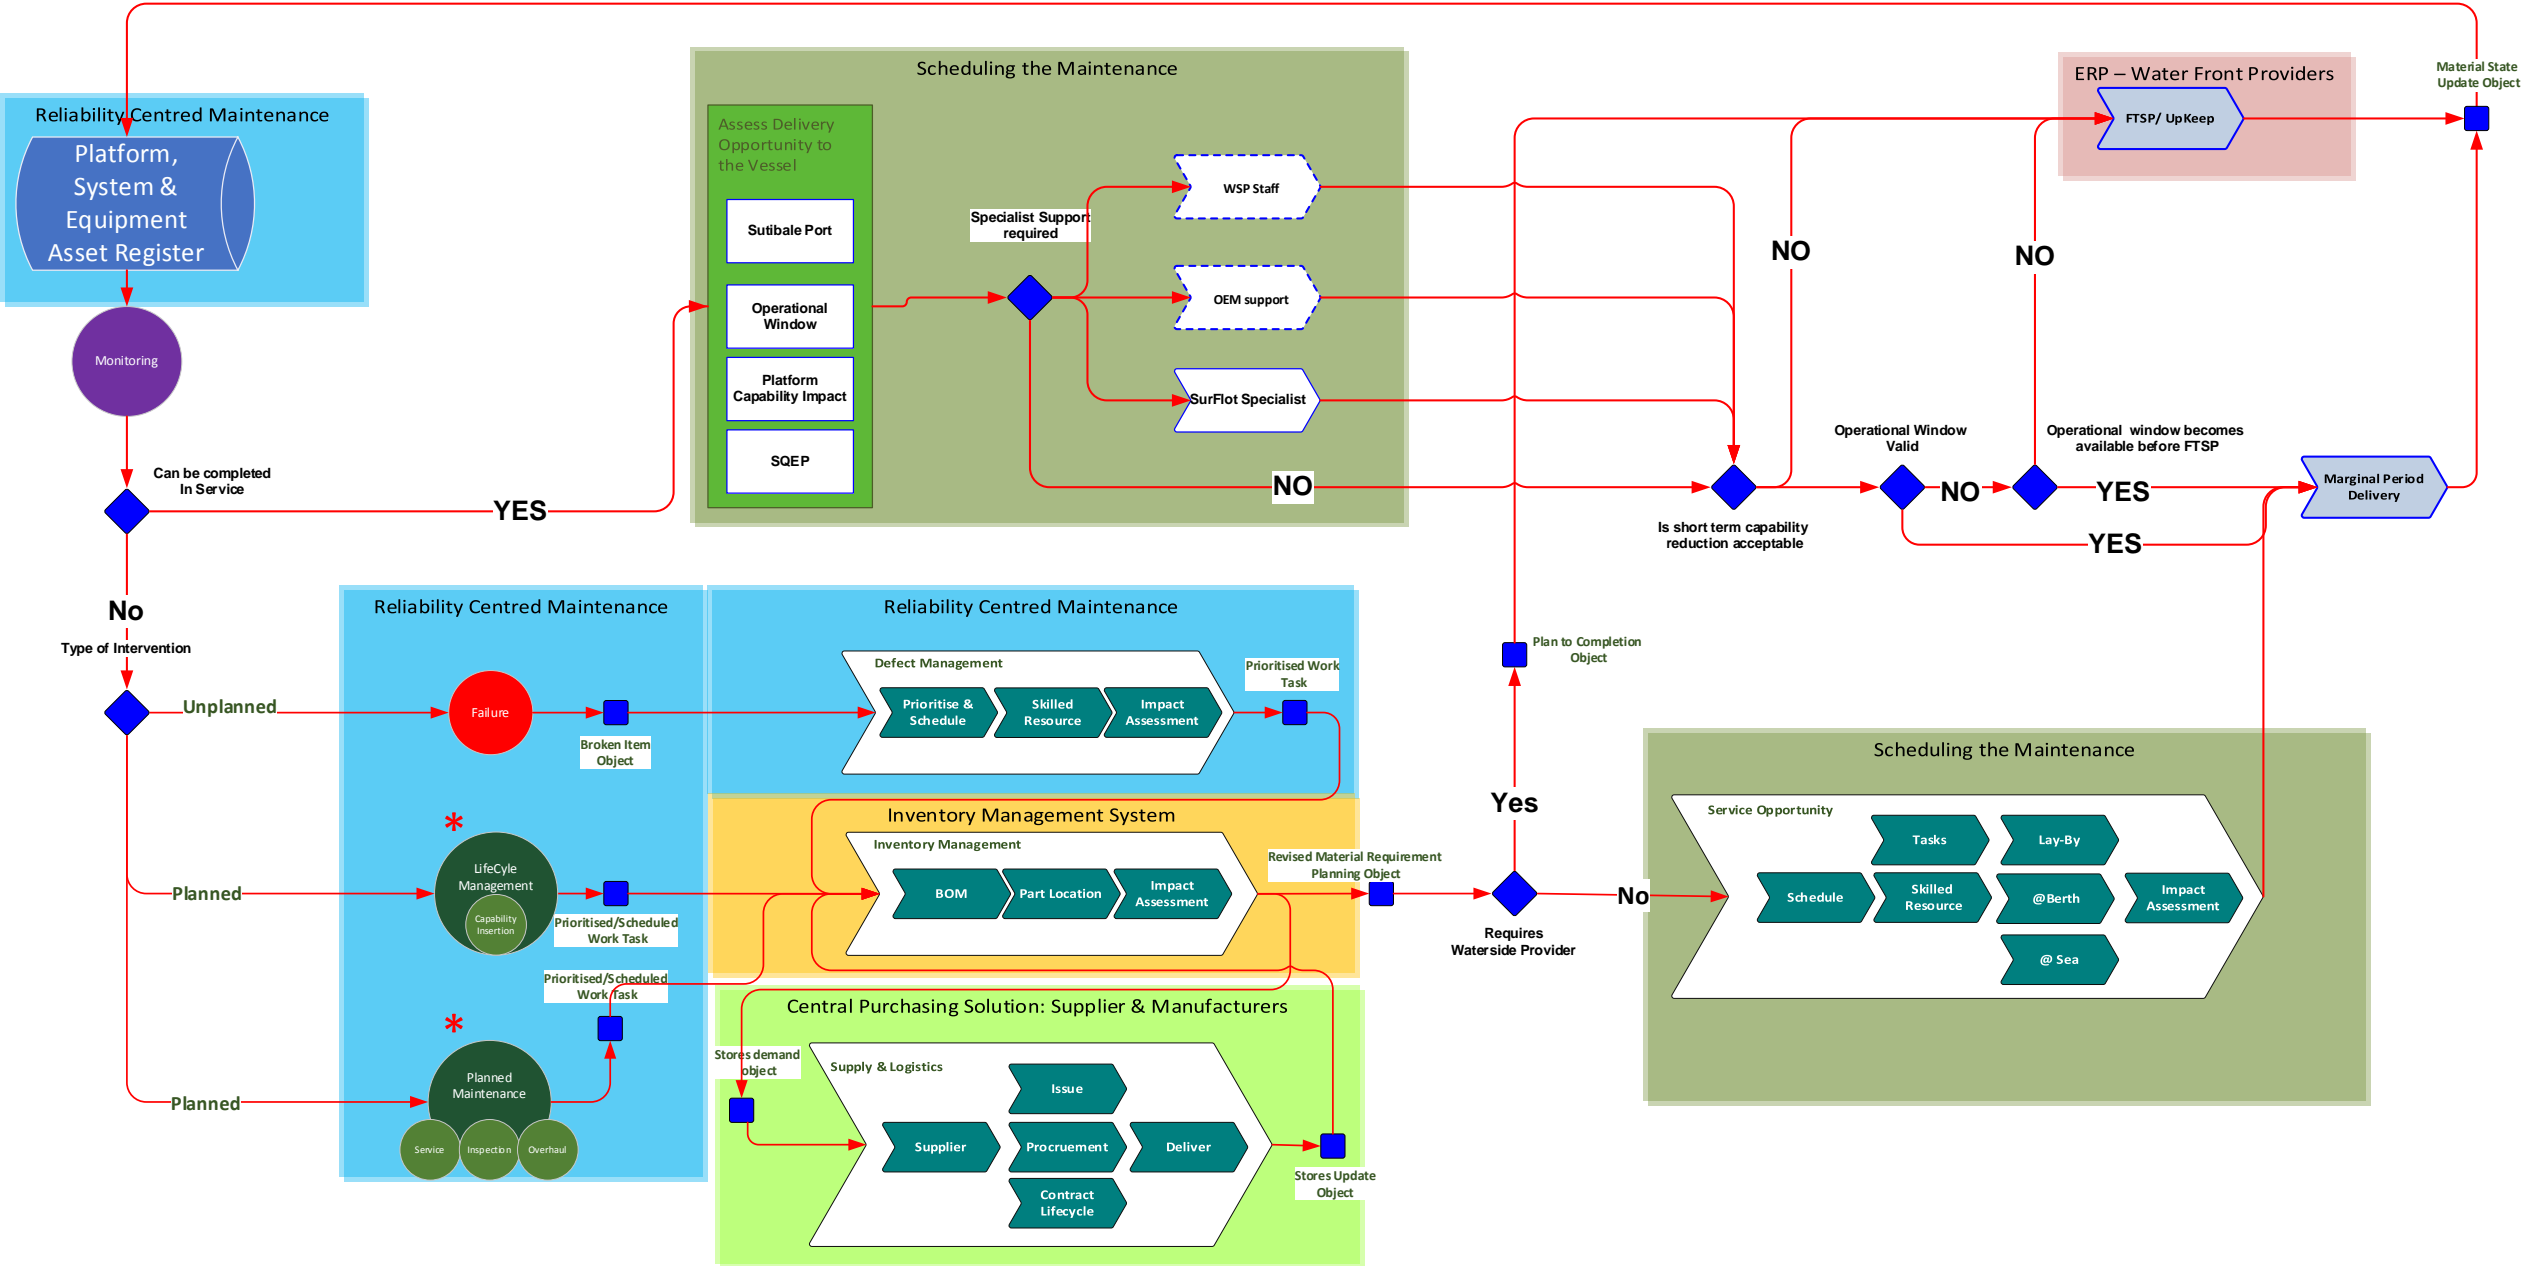 Scheduling the Maintenance
ERP – Water Front Providers
Material State
Update Object
Reliability Centred Maintenance
Platform,
System &
Equipment
Asset Register
Assess Delivery
Opportunity to
the Vessel
FTSP/ UpKeep
WSP Staff
Sutibale Port
Specialist Support
required
NO
NO
Operational
Window
OEM support
Monitoring
Platform
Capability Impact
SurFlot Specialist
SQEP
Can be completed
In Service
YES
NO
Operational Window
Valid
Operational  window becomes
available before FTSP
NO
YES
Marginal Period
Delivery
Is short term capability
reduction acceptable
YES
No
Type of Intervention
Reliability Centred Maintenance
Reliability Centred Maintenance
Unplanned
Failure
Broken Item
Object
Defect Management
Prioritise &
Schedule
Skilled
Resource
Impact
Assessment
Prioritised Work
Task
Plan to Completion
Object
Yes
*
Planned
LifeCyle
Management
Capability
Insertion
Prioritised/Scheduled
Work Task
Inventory Management System
Inventory Management
BOM
Part Location
Impact
Assessment
Revised Material Requirement
Planning Object
Requires
Waterside Provider
No
Scheduling the Maintenance
Service Opportunity
Tasks
Lay-By
Schedule
Skilled
Resource
@Berth
Impact
Assessment
@ Sea
Prioritised/Scheduled
Work Task
*
Planned
Planned
Maintenance
Service
Inspection
Overhaul
Central Purchasing Solution: Supplier & Manufacturers
Stores demand
object
Supply & Logistics
Issue
Supplier
Procruement
Deliver
Contract
Lifecycle
Stores Update
Object